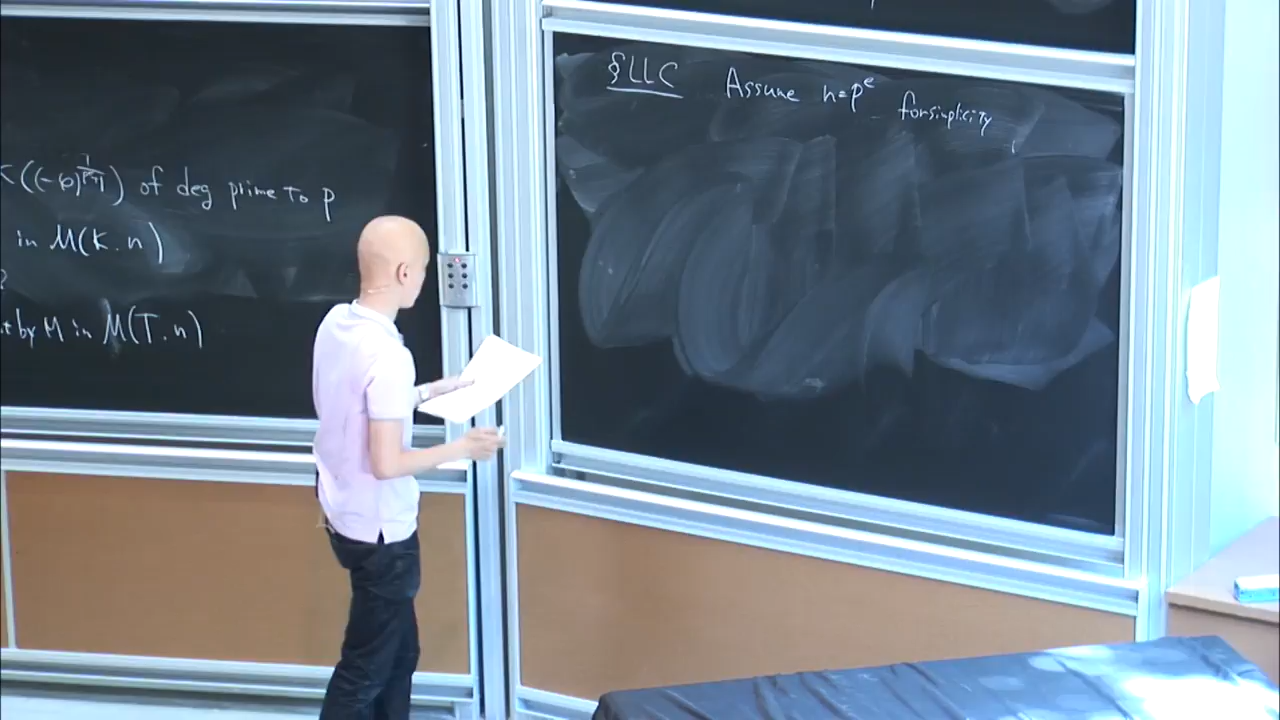 ((-ϖ)^{1/p^e-1}) of deg prime to p
in M(K.n)
?
t by M in M(T.n)
§LLC Assume n=p^e for simplicity